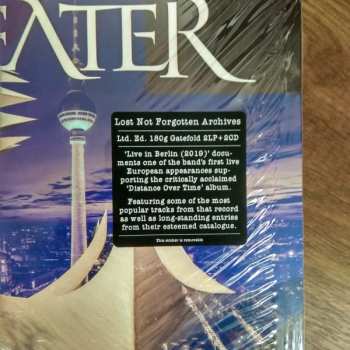 EATER
Lost Not Forgotten Archives
Ltd. Ed. 180g Gatefold 2LP+2CD
'Live in Berlin (2019)' docu-
ments one of the band's first live
European appearances sup-
porting the critically acclaimed
'Distance Over Time' album.
Featuring some of the most
popular tracks from that record
as well as long-standing entries
from their esteemed catalogue.
This sticker is removable